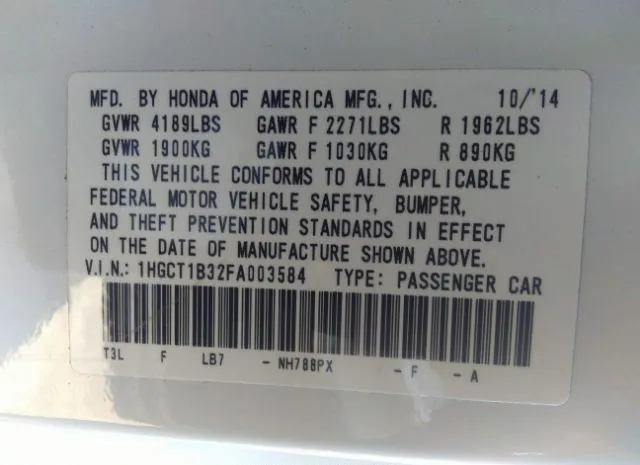 MFD. BY HONDA OF AMERICA MFG., INC. 10/'14
GVWR 4189LBS GAWR F 2271LBS R 1962LBS
GVWR 1900KG GAWR F 1030KG R 890KG
THIS VEHICLE CONFORMS TO ALL APPLICABLE
FEDERAL MOTOR VEHICLE SAFETY, BUMPER,
AND THEFT PREVENTION STANDARDS IN EFFECT
ON THE DATE OF MANUFACTURE SHOWN ABOVE.
V.I.N.: 1HGCT1B32FA003584 TYPE: PASSENGER CAR
T3L F LB7 - NH788PX - F - A